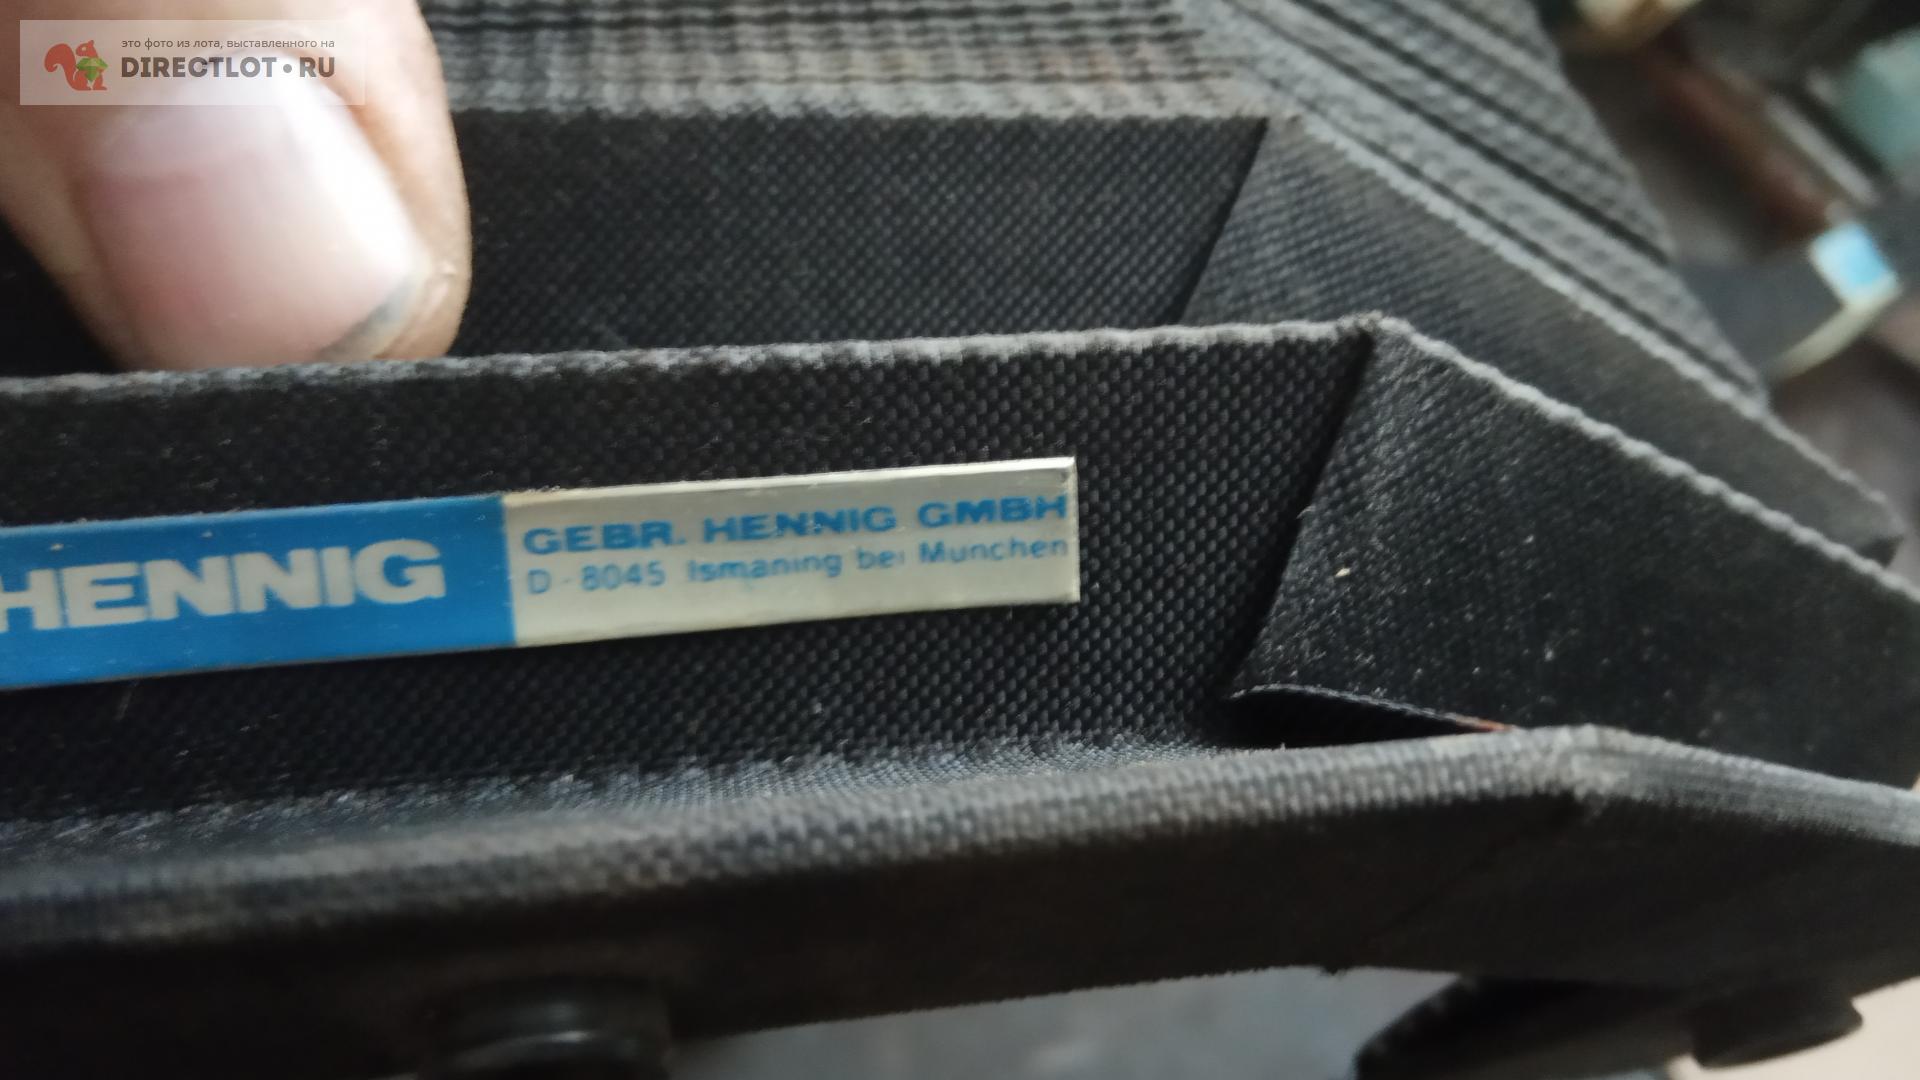 это фото из лота, выставленного на
DIRECTLOT•RU
HENNIG
GEBR. HENNIG GMBH
D-8045 Ismaning bei Munchen